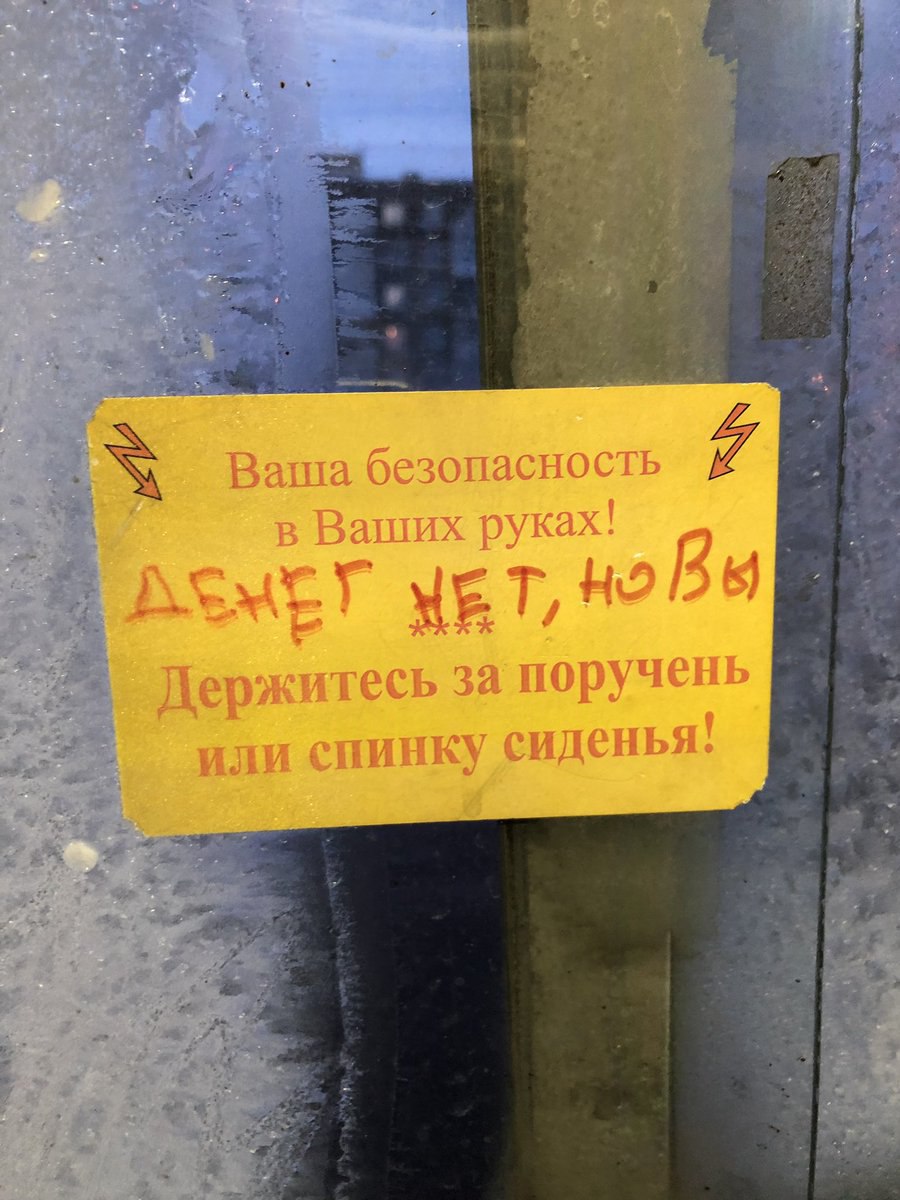 Ваша безопасность
в Ваших руках!
ДЕНЕГ НЕТ, НО ВЫ
****
Держитесь за поручень
или спинку сиденья!